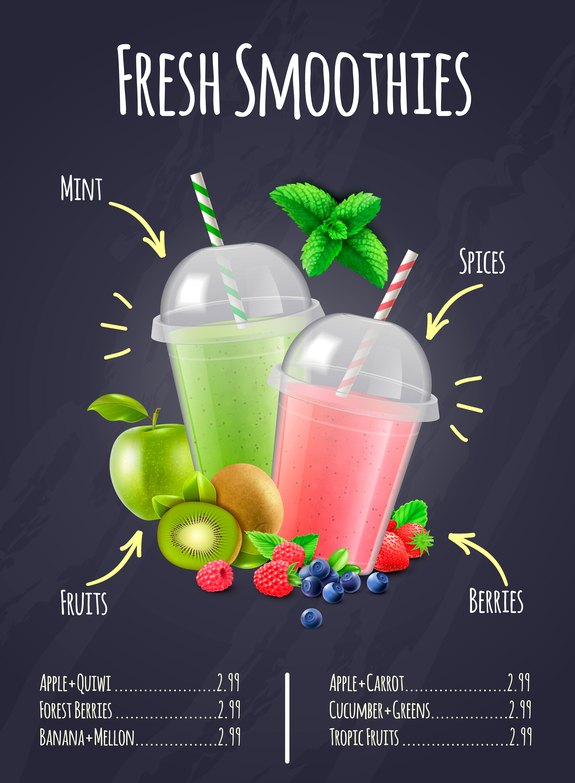 Fresh Smoothies
Mint
Spices
Fruits
Berries
Apple+Quiwi ....................2.99
Forest Berries ....................2.99
Banana+Mellon................2.99
Apple+Carrot....................2.99
Cucumber+Greens...............2.99
Tropic Fruits .....................2.99